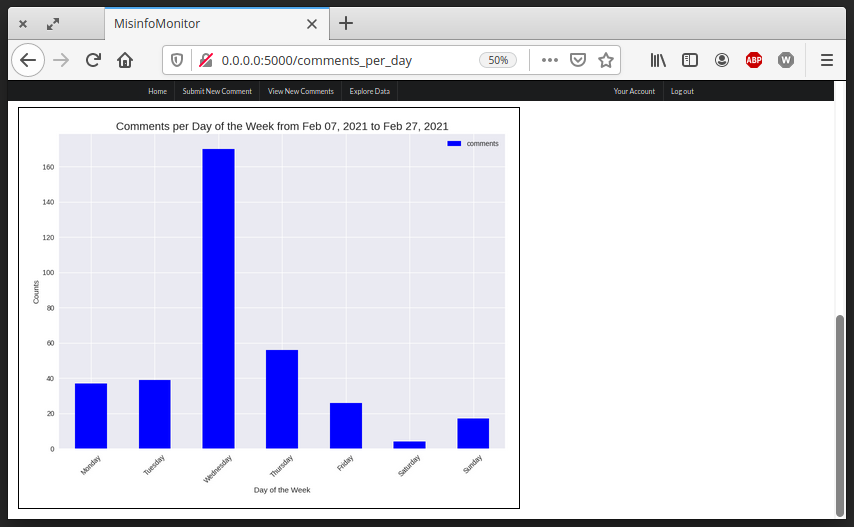 MisinfoMonitor
0.0.0.0:5000/comments_per_day 50% ABP W
Home Submit New Comment View New Comments Explore Data Your Account Log out
Comments per Day of the Week from Feb 07, 2021 to Feb 27, 2021
comments
160
140
120
100
80
60
40
20
0
Counts
Monday Tuesday Wednesday Thursday Friday Saturday Sunday
Day of the Week